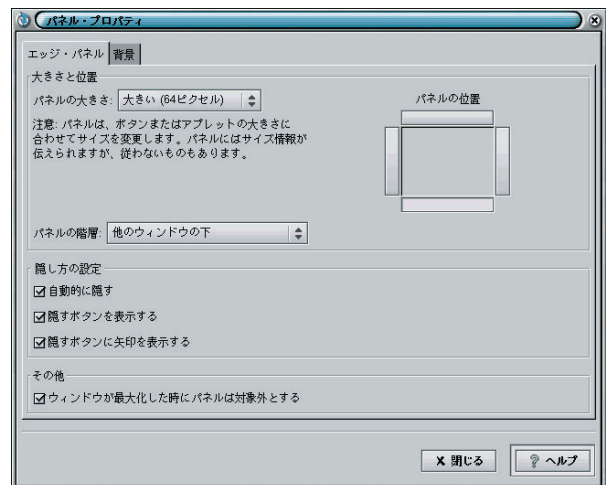 パネル・プロパティ
エッジ・パネル 背景
大きさと位置
パネルの大きさ: 大きい (64ピクセル)
パネルの位置
注意: パネルは、ボタンまたはアプレットの大きさに
合わせてサイズを変更します。パネルにはサイズ情報が
伝えられますが、従わないものもあります。
パネルの階層: 他のウィンドウの下
隠し方の設定
自動的に隠す
隠すボタンを表示する
隠すボタンに矢印を表示する
その他
ウィンドウが最大化した時にパネルは対象外とする
閉じる
ヘルプ